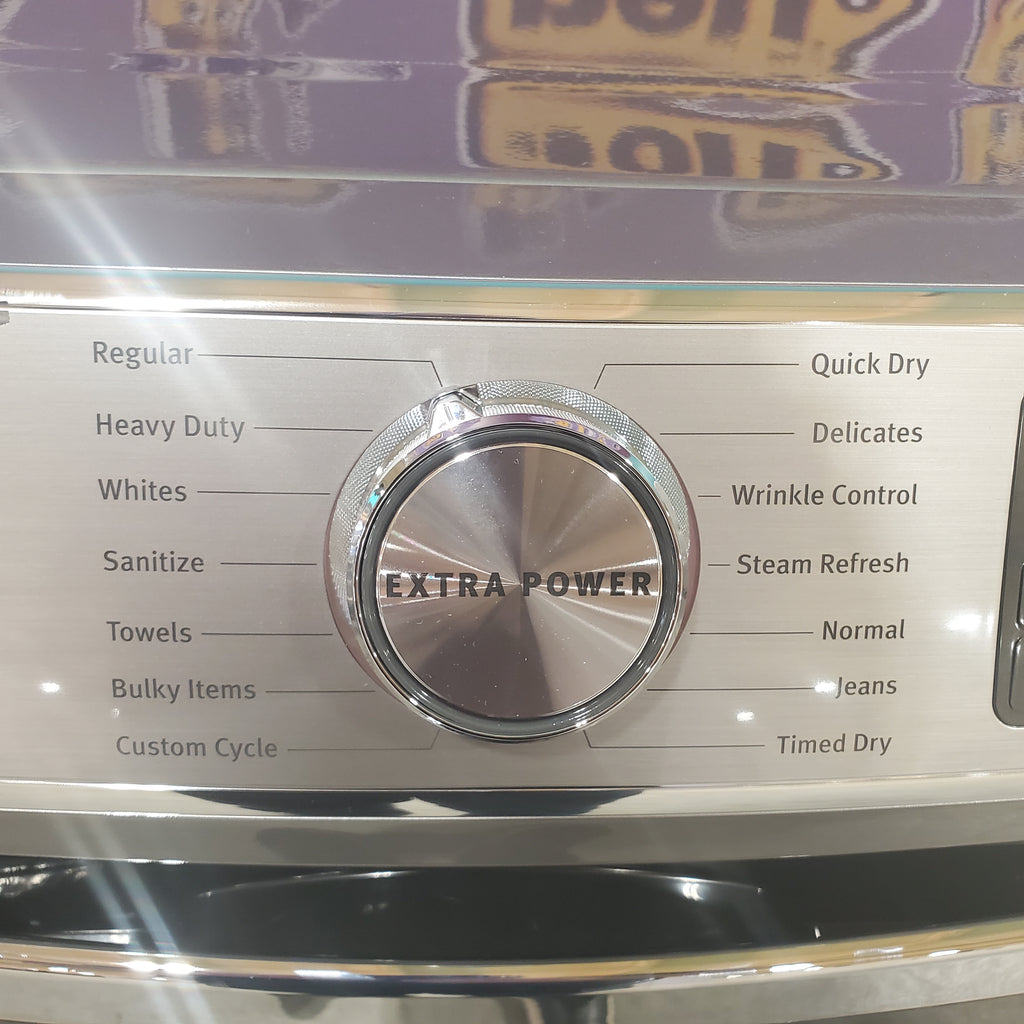 Regular
Heavy Duty
Whites
Sanitize
Towels
Bulky Items
Custom Cycle
EXTRA POWER
Quick Dry
Delicates
Wrinkle Control
Steam Refresh
Normal
Jeans
Timed Dry